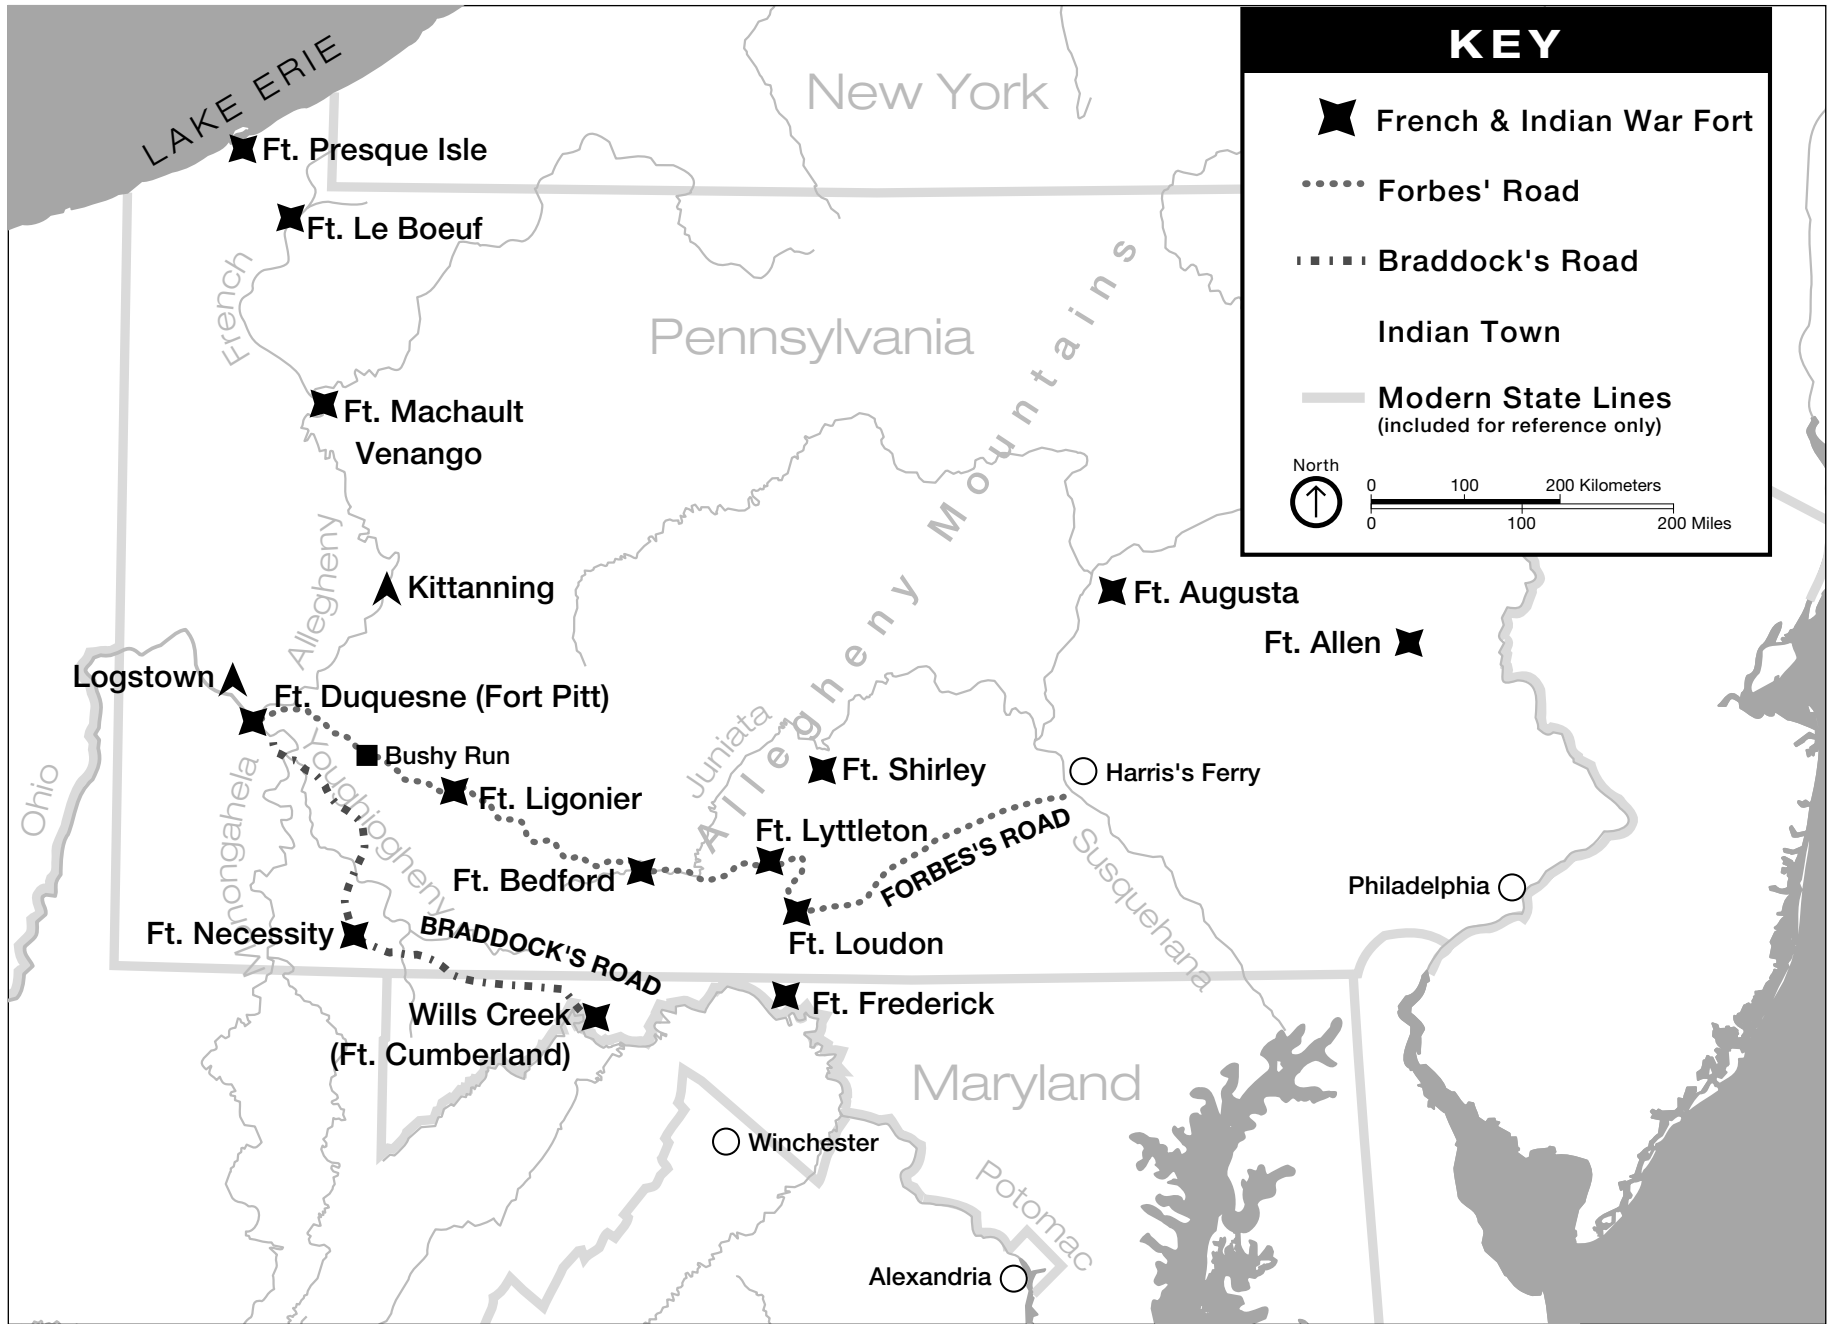 KEY
French & Indian War Fort
Forbes' Road
Braddock's Road
Indian Town
Modern State Lines
(included for reference only)
North
0 100 200 Kilometers
0 100 200 Miles
LAKE ERIE
New York
Ft. Presque Isle
Ft. Le Boeuf
French
Pennsylvania
Allegheny Mountains
Ft. Machault
Venango
Allegheny
Kittanning
Ft. Augusta
Ft. Allen
Logstown
Ft. Duquesne (Fort Pitt)
Bushy Run
Juniata
Ft. Shirley
Harris's Ferry
Ohio
Monongahela
Youghiogheny
Ft. Ligonier
Ft. Lyttleton
FORBES'S ROAD
Susquehana
Ft. Bedford
Philadelphia
Ft. Necessity
BRADDOCK'S ROAD
Ft. Loudon
Ft. Frederick
Wills Creek
(Ft. Cumberland)
Maryland
Winchester
Potomac
Alexandria